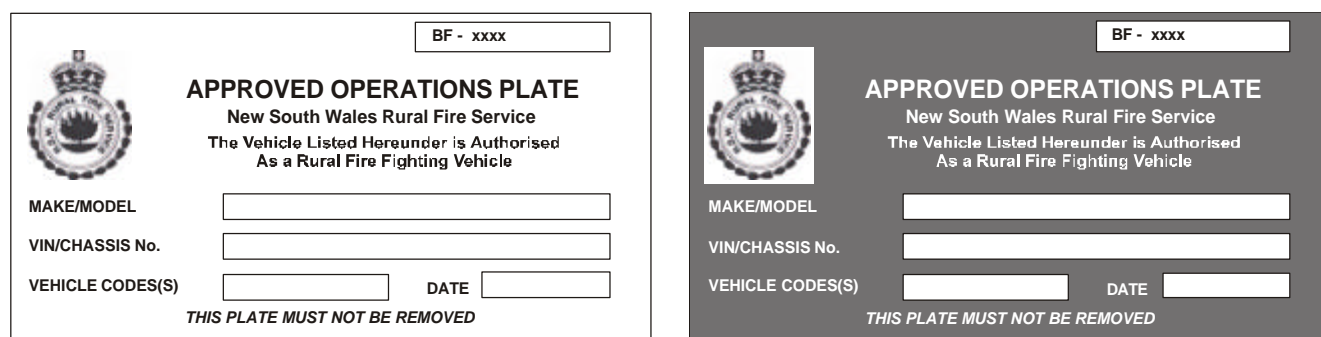 BF - xxxx
APPROVED OPERATIONS PLATE
New South Wales Rural Fire Service
The Vehicle Listed Hereunder is Authorised
As a Rural Fire Fighting Vehicle
MAKE/MODEL
VIN/CHASSIS No.
VEHICLE CODES(S) DATE
THIS PLATE MUST NOT BE REMOVED
BF - xxxx
APPROVED OPERATIONS PLATE
New South Wales Rural Fire Service
The Vehicle Listed Hereunder is Authorised
As a Rural Fire Fighting Vehicle
MAKE/MODEL
VIN/CHASSIS No.
VEHICLE CODES(S) DATE
THIS PLATE MUST NOT BE REMOVED